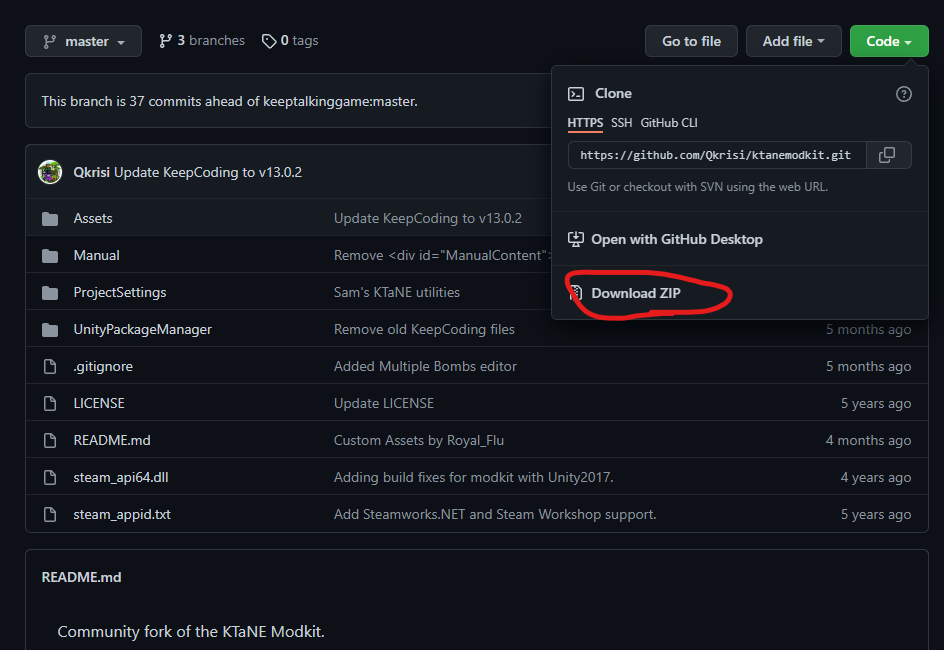 master
3 branches
0 tags
Go to file
Add file
Code
This branch is 37 commits ahead of keeptalkinggame:master.
Clone
HTTPS SSH GitHub CLI
https://github.com/Qkrisi/ktanemodkit.git
Use Git or checkout with SVN using the web URL.
Open with GitHub Desktop
Download ZIP
Qkrisi Update KeepCoding to v13.0.2
Assets Update KeepCoding to v13.0.2
Manual Remove <div id="ManualContent">
ProjectSettings Sam's KTaNE utilities
UnityPackageManager Remove old KeepCoding files 5 months ago
.gitignore Added Multiple Bombs editor 5 months ago
LICENSE Update LICENSE 5 years ago
README.md Custom Assets by Royal_Flu 4 months ago
steam_api64.dll Adding build fixes for modkit with Unity2017. 4 years ago
steam_appid.txt Add Steamworks.NET and Steam Workshop support. 5 years ago
README.md
Community fork of the KTaNE Modkit.